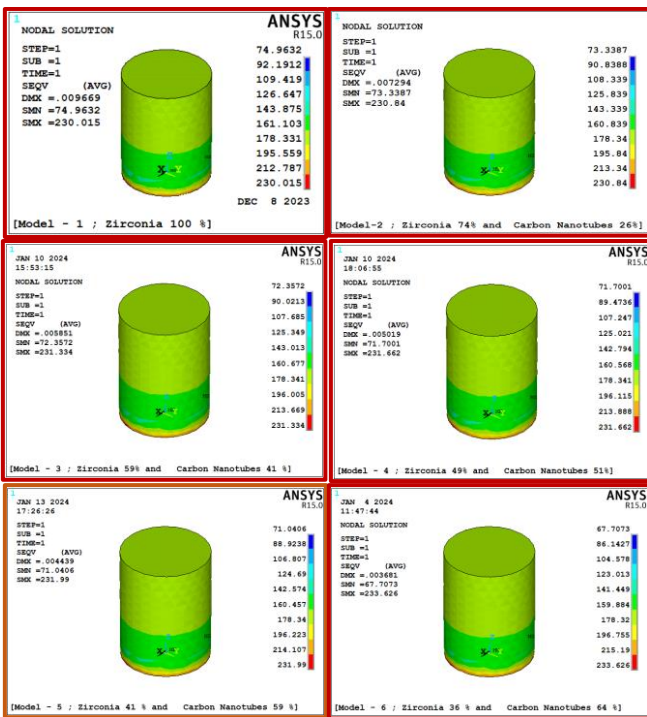 1
NODAL SOLUTION
STEP=1
SUB =1
TIME=1
SEQV (AVG)
DMX =.009669
SMN =74.9632
SMX =230.015
ANSYS
R15.0
74.9632
92.1912
109.419
126.647
143.875
161.103
178.331
195.559
212.787
230.015
DEC 8 2023
[Model - 1 ; Zirconia 100 %]
1
NODAL SOLUTION
STEP=1
SUB =1
TIME=1
SEQV (AVG)
DMX =.007294
SMN =73.3387
SMX =230.84
73.3387
90.8388
108.339
125.839
143.339
160.839
178.34
195.84
213.34
230.84
[Model-2 ; Zirconia 74% and Carbon Nanotubes 26%]
1
JAN 10 2024
15:53:15
NODAL SOLUTION
STEP=1
SUB =1
TIME=1
SEQV (AVG)
DMX =.005851
SMN =72.3572
SMX =231.334
ANSYS
R15.0
72.3572
90.0213
107.685
125.349
143.013
160.677
178.341
196.005
213.669
231.334
[Model - 3 ; Zirconia 59% and Carbon Nanotubes 41 %]
1
JAN 10 2024
18:06:55
NODAL SOLUTION
STEP=1
SUB =1
TIME=1
SEQV (AVG)
DMX =.005019
SMN =71.7001
SMX =231.662
ANSYS
R15.0
71.7001
89.4736
107.247
125.021
142.794
160.568
178.341
196.115
213.888
231.662
[Model - 4 ; Zirconia 49% and Carbon Nanotubes 51%]
1
JAN 13 2024
17:26:26
STEP=1
SUB =1
TIME=1
SEQV (AVG)
DMX =.004439
SMN =71.0406
SMX =231.99
ANSYS
R15.0
71.0406
88.9238
106.807
124.69
142.574
160.457
178.34
196.223
214.107
231.99
[Model - 5 ; Zirconia 41 % and Carbon Nanotubes 59 %]
1
JAN 4 2024
11:47:44
NODAL SOLUTION
STEP=1
SUB =1
TIME=1
SEQV (AVG)
DMX =.003681
SMN =67.7073
SMX =233.626
ANSYS
R15.0
67.7073
86.1427
104.578
123.013
141.449
159.884
178.32
196.755
215.19
233.626
[Model - 6 ; Zirconia 36 % and Carbon Nanotubes 64 %]